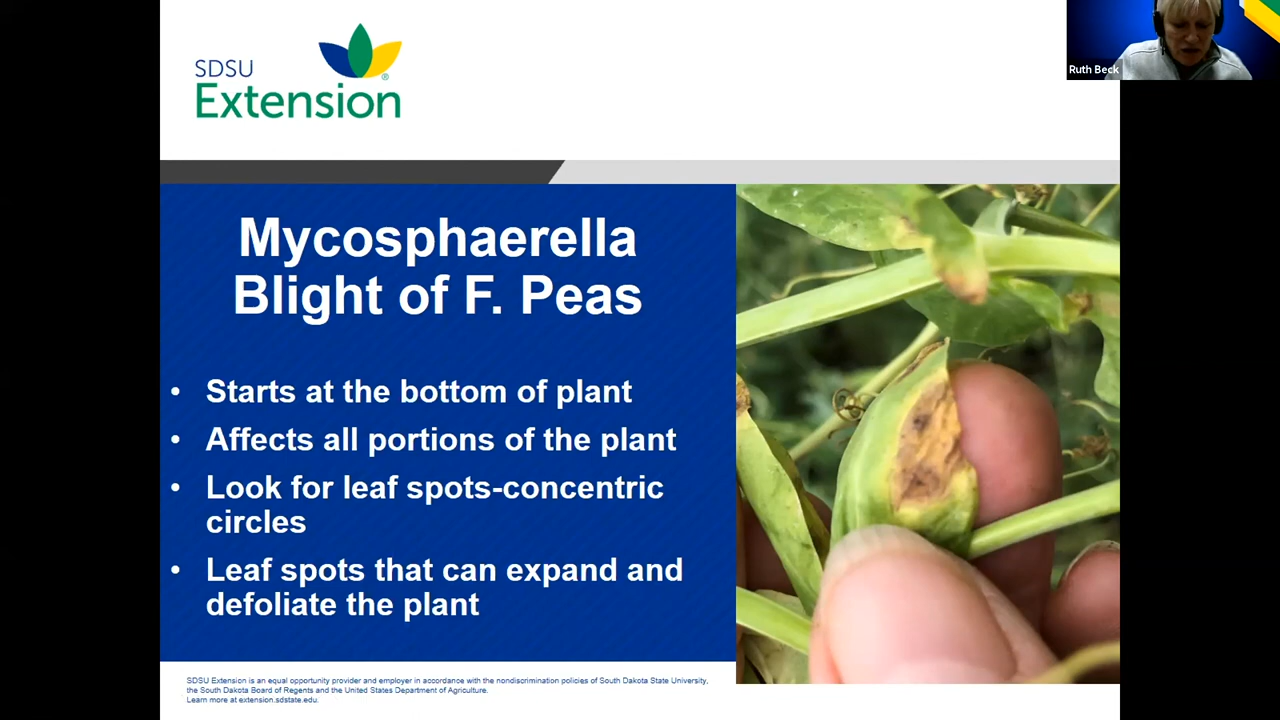 SDSU
Extension
Ruth Beck
Mycosphaerella
Blight of F. Peas
• Starts at the bottom of plant
• Affects all portions of the plant
• Look for leaf spots-concentric
circles
• Leaf spots that can expand and
defoliate the plant
SDSU Extension is an equal opportunity provider and employer in accordance with the nondiscrimination policies of South Dakota State University,
the South Dakota Board of Regents and the United States Department of Agriculture.
Learn more at extension.sdstate.edu.